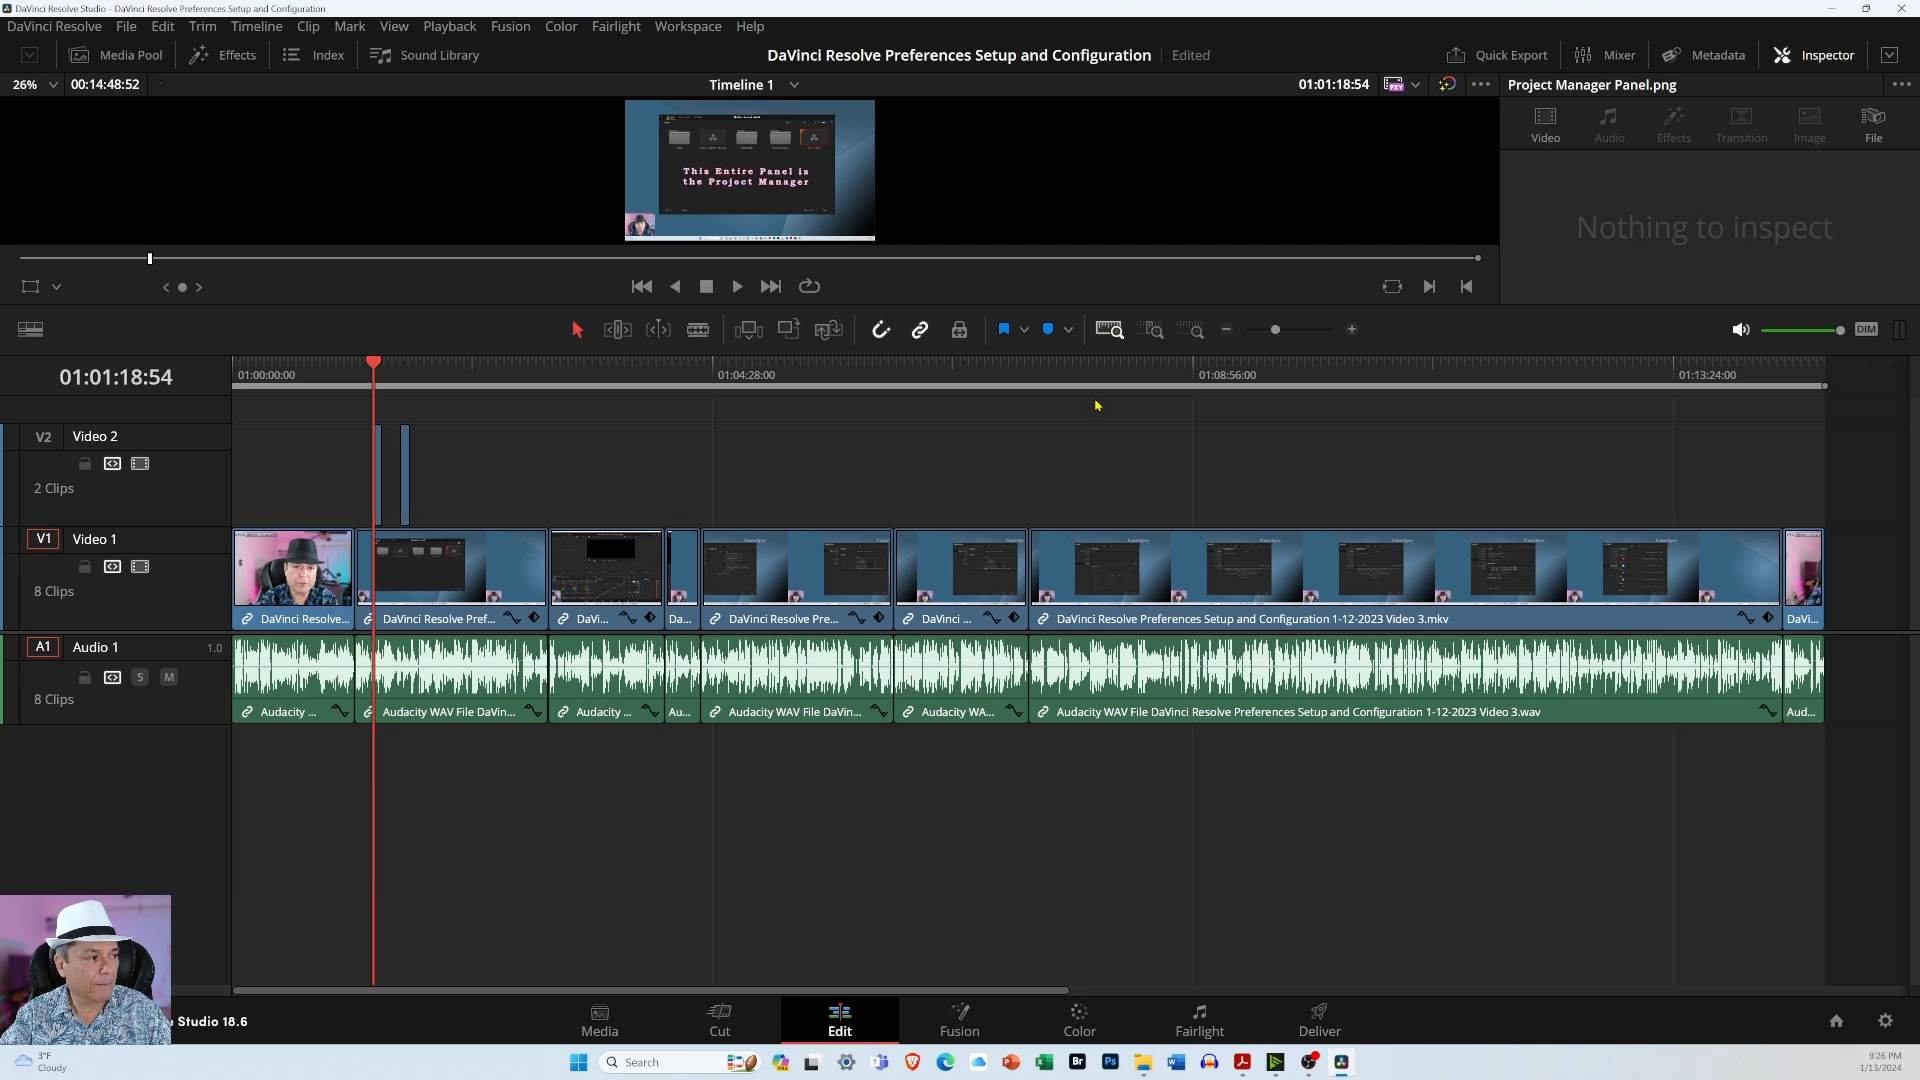 DaVinci Resolve Studio - DaVinci Resolve Preferences Setup and Configuration
DaVinci Resolve File Edit Trim Timeline Clip Mark View Playback Fusion Color Fairlight Workspace Help
Media Pool Effects Index Sound Library DaVinci Resolve Preferences Setup and Configuration Edited Quick Export Mixer Metadata Inspector
26% 00:14:48:52 Timeline 1 01:01:18:54 Project Manager Panel.png
Video Audio Effects Transition Image File
This Entire Panel is
the Project Manager
Nothing to inspect
DIM
01:01:18:54
01:00:00:00 01:04:28:00 01:08:56:00 01:13:24:00
V2 Video 2
2 Clips
V1 Video 1
8 Clips
DaVinci Resolve... DaVinci Resolve Pref... DaVi... Da... DaVinci Resolve Pre... DaVinci ... DaVinci Resolve Preferences Setup and Configuration 1-12-2023 Video 3.mkv DaVi...
A1 Audio 1 1.0
S M
8 Clips
Audacity ... Audacity WAV File DaVin... Audacity ... Au... Audacity WAV File DaVin... Audacity WA... Audacity WAV File DaVinci Resolve Preferences Setup and Configuration 1-12-2023 Video 3.wav Aud...
Studio 18.6
Media Cut Edit Fusion Color Fairlight Deliver
3°F
Cloudy
Search
Br Ps
9:26 PM
1/13/2024